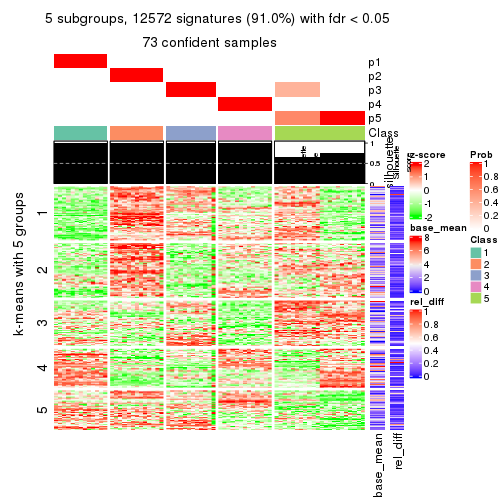 5 subgroups, 12572 signatures (91.0%) with fdr < 0.05
73 confident samples
p1
p2
p3
p4
p5
Class
1
0.5
0
silhouette
score
Silhouette
k-means with 5 groups
1
2
3
4
5
base_mean
rel_diff
z-score
2
1
0
-1
-2
base_mean
8
6
4
2
0
rel_diff
1
0.8
0.6
0.4
0.2
0
Prob
1
0.8
0.6
0.4
0.2
0
Class
1
2
3
4
5